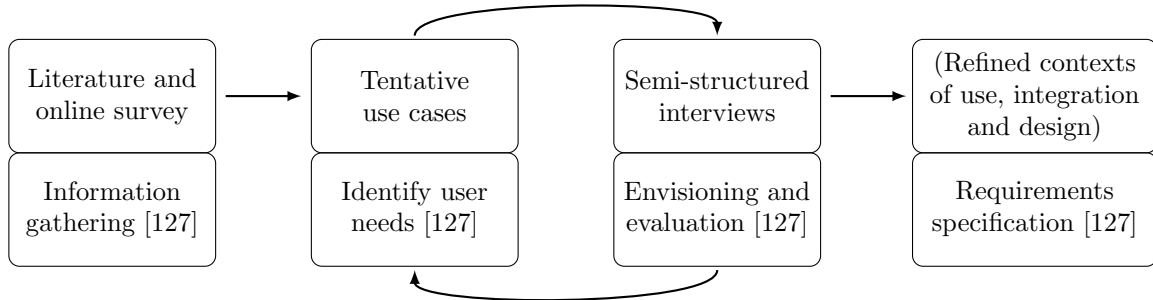 Literature and
online survey
Information
gathering [127]
Tentative
use cases
Identify user
needs [127]
Semi-structured
interviews
Envisioning and
evaluation [127]
(Refined contexts
of use, integration
and design)
Requirements
specification [127]